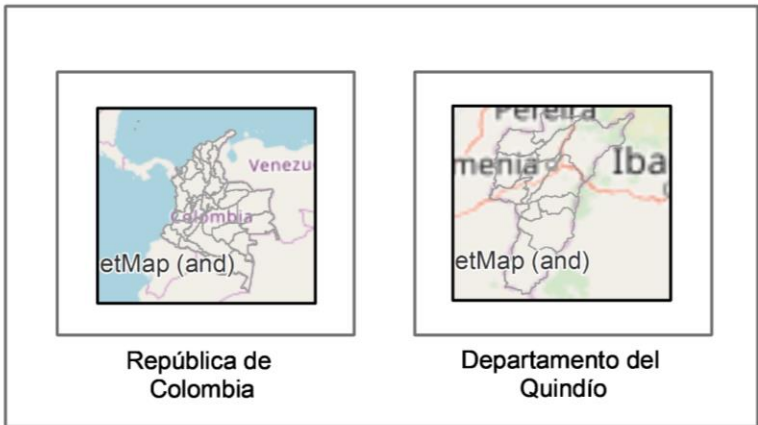 Venezu
Colombia
etMap (and)
República de
Colombia
Pereira
menia
Iba
etMap (and)
Departamento del
Quindío